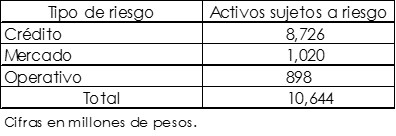 Tipo de riesgo Activos sujetos a riesgo
Crédito 8,726
Mercado 1,020
Operativo 898
Total 10,644
Cifras en millones de pesos.